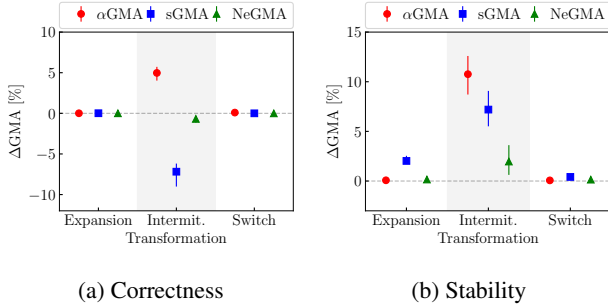 αGMA sGMA NeGMA
10
5
0
−5
−10
ΔGMA [%]
Expansion Intermit. Switch
Transformation
(a) Correctness
αGMA sGMA NeGMA
15
10
5
0
ΔGMA [%]
Expansion Intermit. Switch
Transformation
(b) Stability